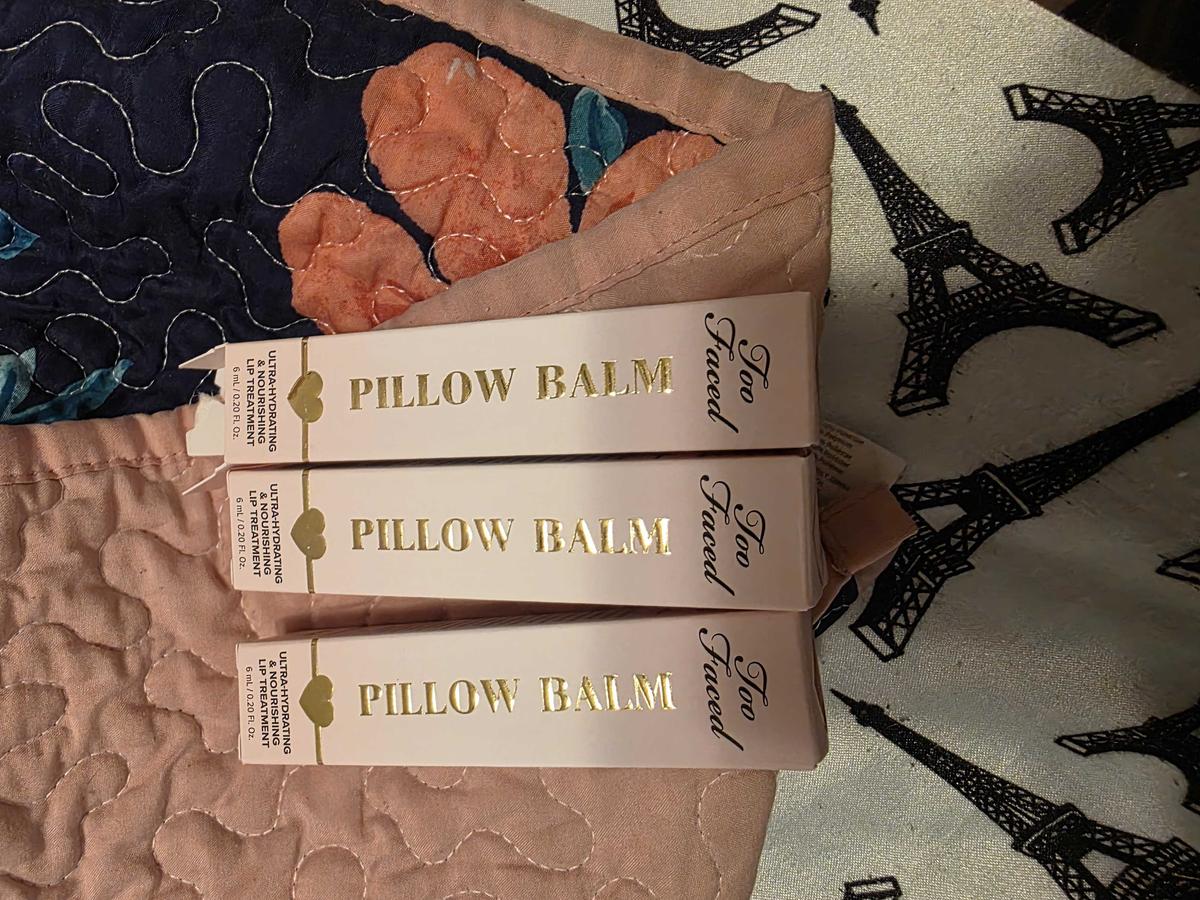 Too
Faced
PILLOW BALM
ULTRA-HYDRATING
& NOURISHING
LIP TREATMENT
6 mL / 0.20 Fl. Oz.
Too
Faced
PILLOW BALM
ULTRA-HYDRATING
& NOURISHING
LIP TREATMENT
6 mL / 0.20 Fl. Oz.
Too
Faced
PILLOW BALM
ULTRA-HYDRATING
& NOURISHING
LIP TREATMENT
6 mL / 0.20 Fl. Oz.